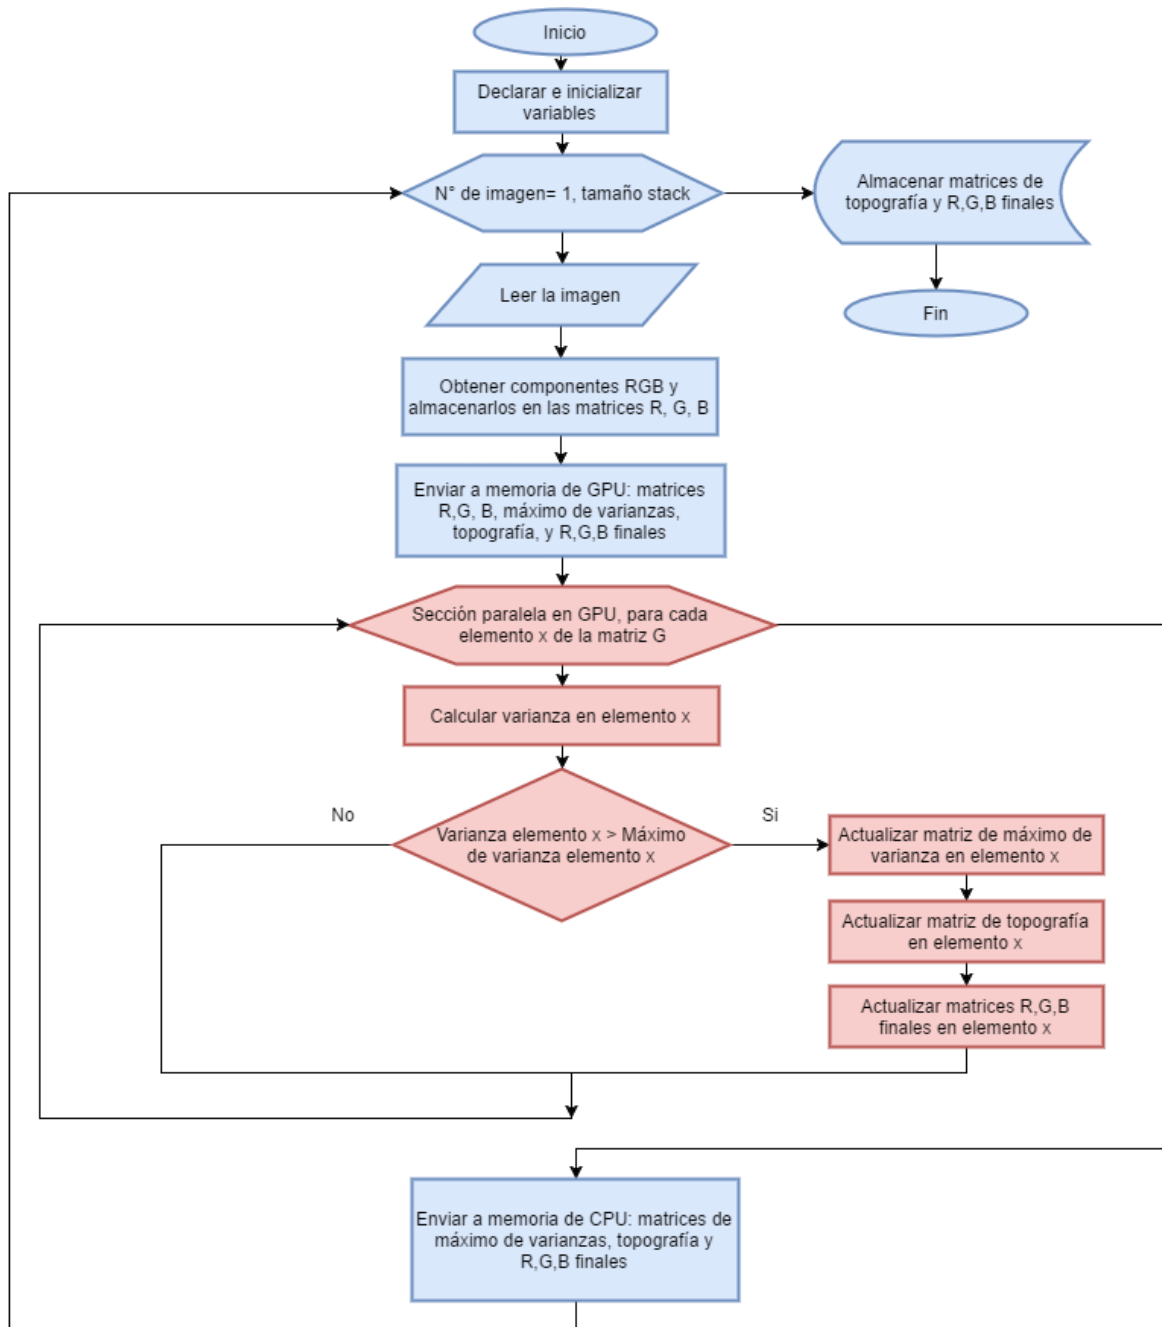 Inicio
Declarar e inicializar
variables
N° de imagen= 1, tamaño stack
Almacenar matrices de
topografía y R,G,B finales
Leer la imagen
Fin
Obtener componentes RGB y
almacenarlos en las matrices R, G, B
Enviar a memoria de GPU: matrices
R,G, B, máximo de varianzas,
topografía, y R,G,B finales
Sección paralela en GPU, para cada
elemento x de la matriz G
Calcular varianza en elemento x
No
Varianza elemento x > Máximo
de varianza elemento x
Si
Actualizar matriz de máximo de
varianza en elemento x
Actualizar matriz de topografía
en elemento x
Actualizar matrices R,G,B
finales en elemento x
Enviar a memoria de CPU: matrices de
máximo de varianzas, topografía y
R,G,B finales